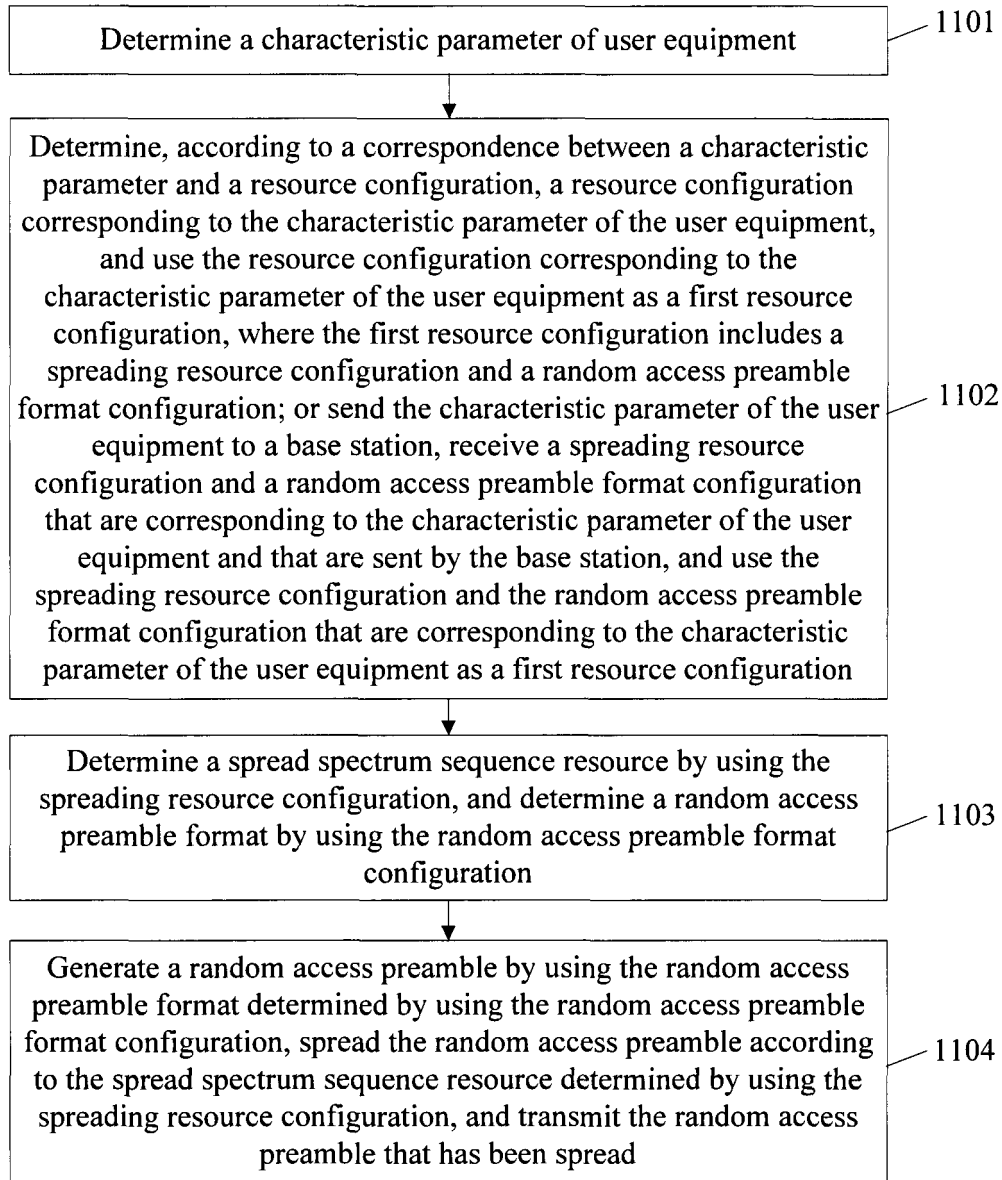 Determine a characteristic parameter of user equipment
1101
Determine, according to a correspondence between a characteristic
parameter and a resource configuration, a resource configuration
corresponding to the characteristic parameter of the user equipment,
and use the resource configuration corresponding to the
characteristic parameter of the user equipment as a first resource
configuration, where the first resource configuration includes a
spreading resource configuration and a random access preamble
format configuration; or send the characteristic parameter of the user
equipment to a base station, receive a spreading resource
configuration and a random access preamble format configuration
that are corresponding to the characteristic parameter of the user
equipment and that are sent by the base station, and use the
spreading resource configuration and the random access preamble
format configuration that are corresponding to the characteristic
parameter of the user equipment as a first resource configuration
1102
Determine a spread spectrum sequence resource by using the
spreading resource configuration, and determine a random access
preamble format by using the random access preamble format
configuration
1103
Generate a random access preamble by using the random access
preamble format determined by using the random access preamble
format configuration, spread the random access preamble according
to the spread spectrum sequence resource determined by using the
spreading resource configuration, and transmit the random access
preamble that has been spread
1104